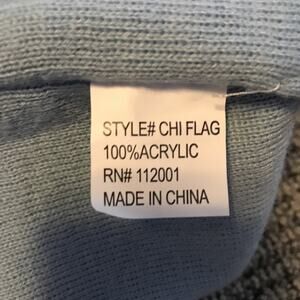 STYLE# CHI FLAG
100%ACRYLIC
RN# 112001
MADE IN CHINA